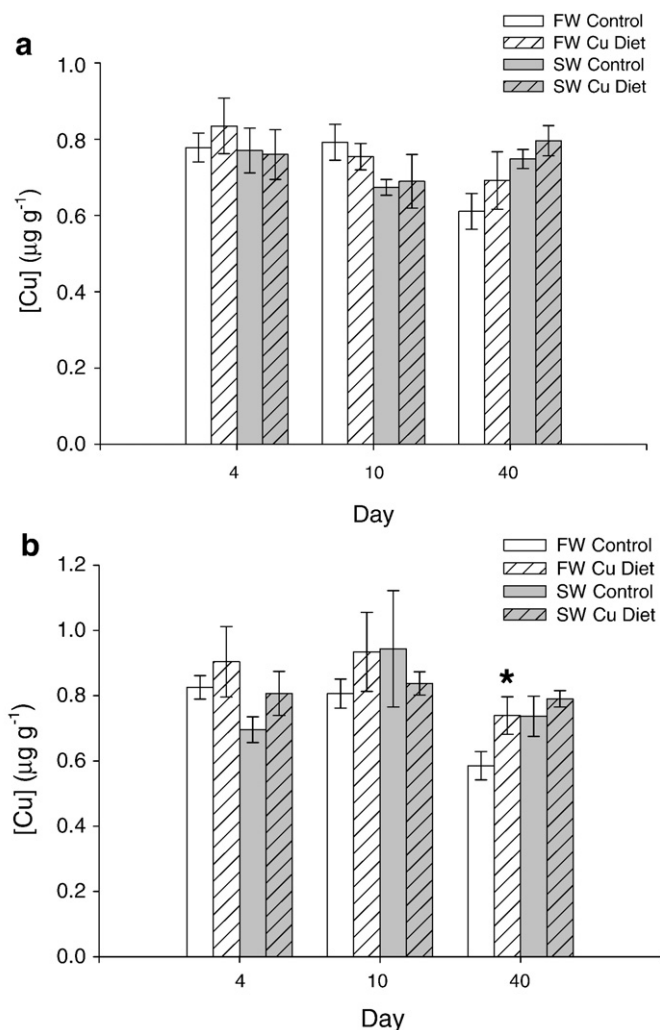 a
FW Control
FW Cu Diet
SW Control
SW Cu Diet
1.0
0.8
0.6
0.4
0.2
0.0
[Cu] (μg g⁻¹)
4 10 40
Day
b
FW Control
FW Cu Diet
SW Control
SW Cu Diet
1.2
1.0
0.8
0.6
0.4
0.2
0.0
[Cu] (μg g⁻¹)
*
4 10 40
Day